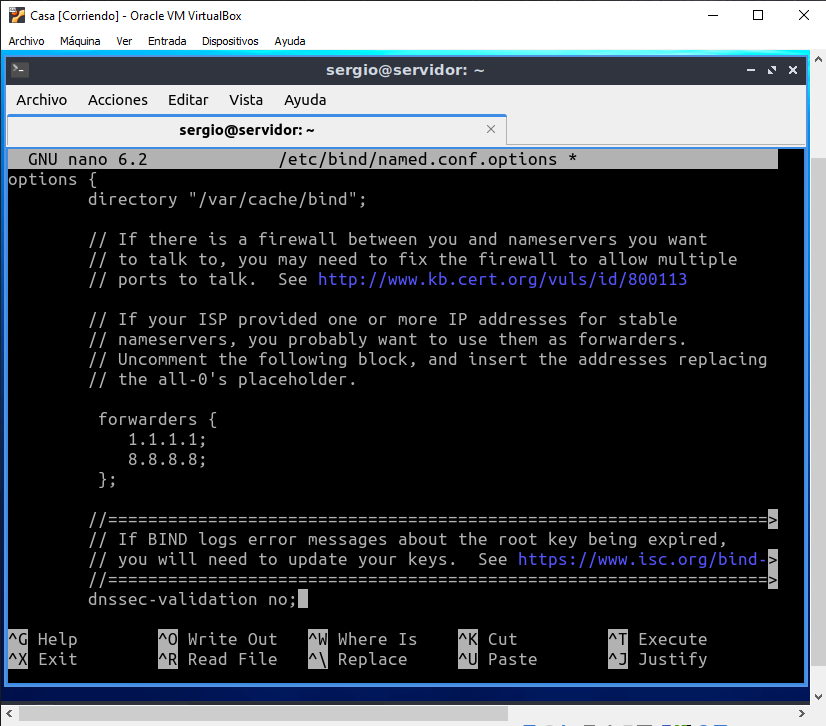 Casa [Corriendo] - Oracle VM VirtualBox
Archivo Máquina Ver Entrada Dispositivos Ayuda
sergio@servidor: ~
Archivo Acciones Editar Vista Ayuda
sergio@servidor: ~
GNU nano 6.2 /etc/bind/named.conf.options *
options {
directory "/var/cache/bind";
// If there is a firewall between you and nameservers you want
// to talk to, you may need to fix the firewall to allow multiple
// ports to talk.  See http://www.kb.cert.org/vuls/id/800113
// If your ISP provided one or more IP addresses for stable
// nameservers, you probably want to use them as forwarders.
// Uncomment the following block, and insert the addresses replacing
// the all-0's placeholder.
forwarders {
1.1.1.1;
8.8.8.8;
};
//==================================================================>
// If BIND logs error messages about the root key being expired,
// you will need to update your keys.  See https://www.isc.org/bind->
//==================================================================>
dnssec-validation no;
^G Help ^O Write Out ^W Where Is ^K Cut ^T Execute
^X Exit ^R Read File ^\ Replace ^U Paste ^J Justify